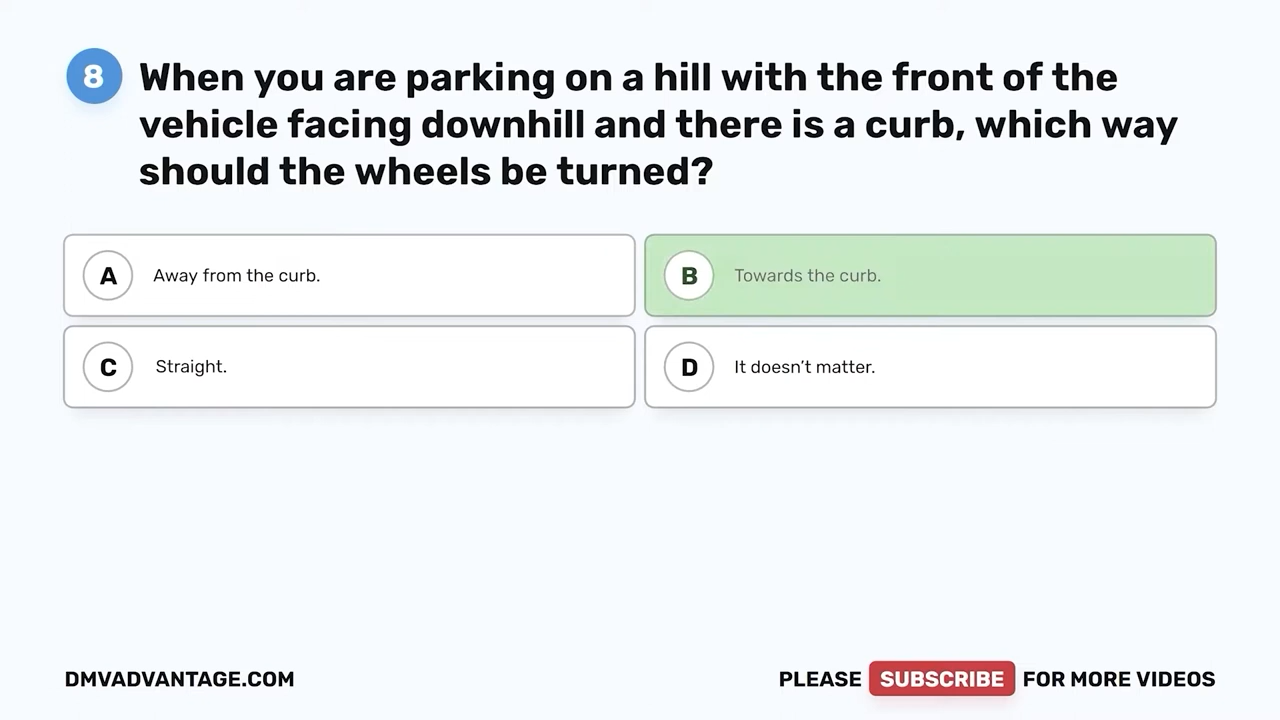 8
When you are parking on a hill with the front of the
vehicle facing downhill and there is a curb, which way
should the wheels be turned?
A Away from the curb.
B Towards the curb.
C Straight.
D It doesn’t matter.
DMVADVANTAGE.COM
PLEASE SUBSCRIBE FOR MORE VIDEOS